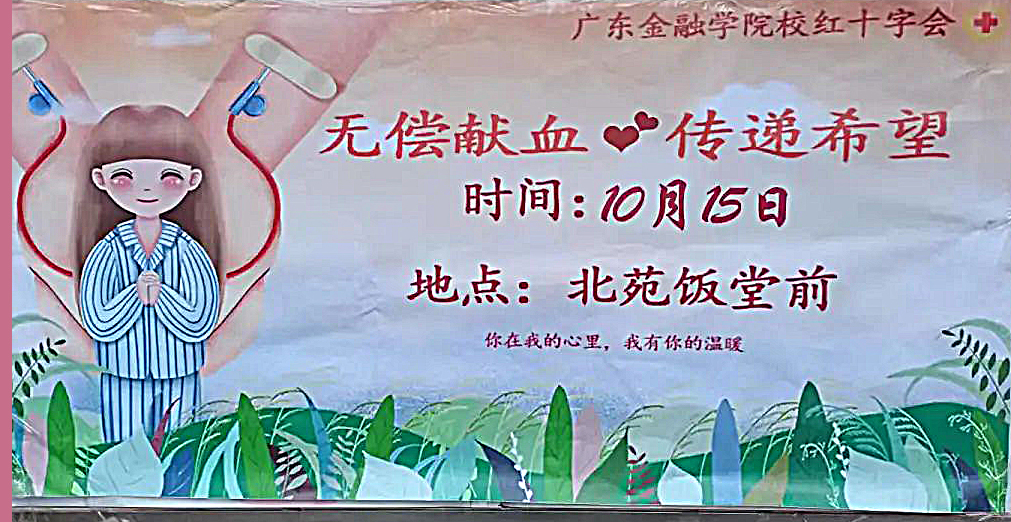 广东金融学院校红十字会
无偿献血 传递希望
时间：10月15日
地点：北苑饭堂前
你在我的心里，我有你的温暖